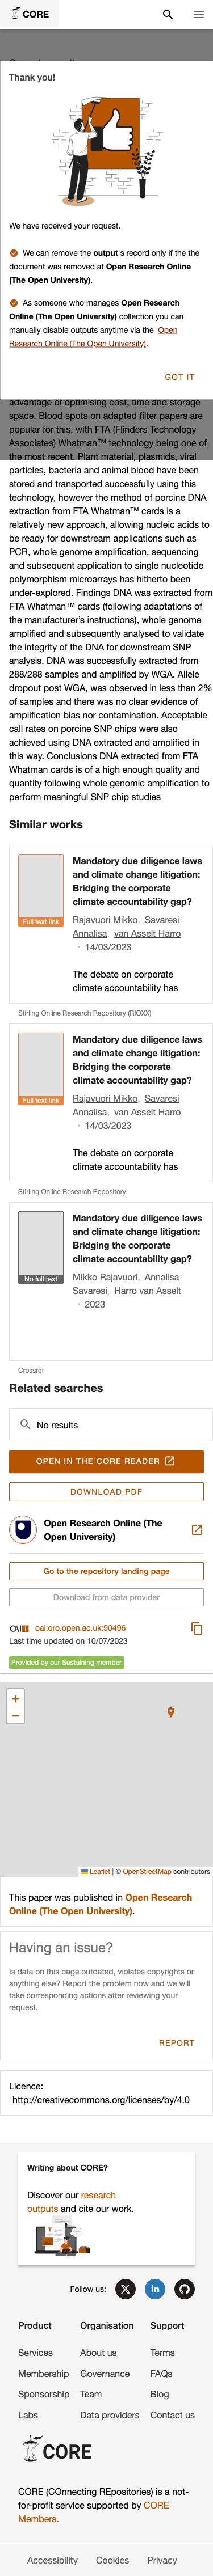 CORE
Thank you!
We have received your request.
We can remove the output's record only if the the
document was removed at Open Research Online
(The Open University).
As someone who manages Open Research
Online (The Open University) collection you can
manually disable outputs anytime via the Open
Research Online (The Open University).
GOT IT
advantage of optimising cost, time and storage
space. Blood spots on adapted filter papers are
popular for this, with FTA (Flinders Technology
Associates) Whatman™ technology being one of
the most recent. Plant material, plasmids, viral
particles, bacteria and animal blood have been
stored and transported successfully using this
technology, however the method of porcine DNA
extraction from FTA Whatman™ cards is a
relatively new approach, allowing nucleic acids to
be ready for downstream applications such as
PCR, whole genome amplification, sequencing
and subsequent application to single nucleotide
polymorphism microarrays has hitherto been
under-explored. Findings DNA was extracted from
FTA Whatman™ cards (following adaptations of
the manufacturer's instructions), whole genome
amplified and subsequently analysed to validate
the integrity of the DNA for downstream SNP
analysis. DNA was successfully extracted from
288/288 samples and amplified by WGA. Allele
dropout post WGA, was observed in less than 2%
of samples and there was no clear evidence of
amplification bias nor contamination. Acceptable
call rates on porcine SNP chips were also
achieved using DNA extracted and amplified in
this way. Conclusions DNA extracted from FTA
Whatman cards is of a high enough quality and
quantity following whole genomic amplification to
perform meaningful SNP chip studies
Similar works
Full text link
Mandatory due diligence laws
and climate change litigation:
Bridging the corporate
climate accountability gap?
Rajavuori Mikko, Savaresi
Annalisa, van Asselt Harro
• 14/03/2023
The debate on corporate
climate accountability has
Stirling Online Research Repository (RIOXX)
Full text link
Mandatory due diligence laws
and climate change litigation:
Bridging the corporate
climate accountability gap?
Rajavuori Mikko, Savaresi
Annalisa, van Asselt Harro
• 14/03/2023
The debate on corporate
climate accountability has
Stirling Online Research Repository
No full text
Mandatory due diligence laws
and climate change litigation:
Bridging the corporate
climate accountability gap?
Mikko Rajavuori, Annalisa
Savaresi, Harro van Asselt
• 2023
Crossref
Related searches
No results
OPEN IN THE CORE READER
DOWNLOAD PDF
Open Research Online (The
Open University)
Go to the repository landing page
Download from data provider
OAI oai:oro.open.ac.uk:90496
Last time updated on 10/07/2023
Provided by our Sustaining member
+
−
Leaflet | © OpenStreetMap contributors
This paper was published in Open Research
Online (The Open University).
Having an issue?
Is data on this page outdated, violates copyrights or
anything else? Report the problem now and we will
take corresponding actions after reviewing your
request.
REPORT
Licence:
http://creativecommons.org/licenses/by/4.0
Writing about CORE?
Discover our research
outputs and cite our work.
Follow us:
Product Organisation Support
Services About us Terms
Membership Governance FAQs
Sponsorship Team Blog
Labs Data providers Contact us
CORE
CORE (COnnecting REpositories) is a not-
for-profit service supported by CORE
Members.
Accessibility Cookies Privacy